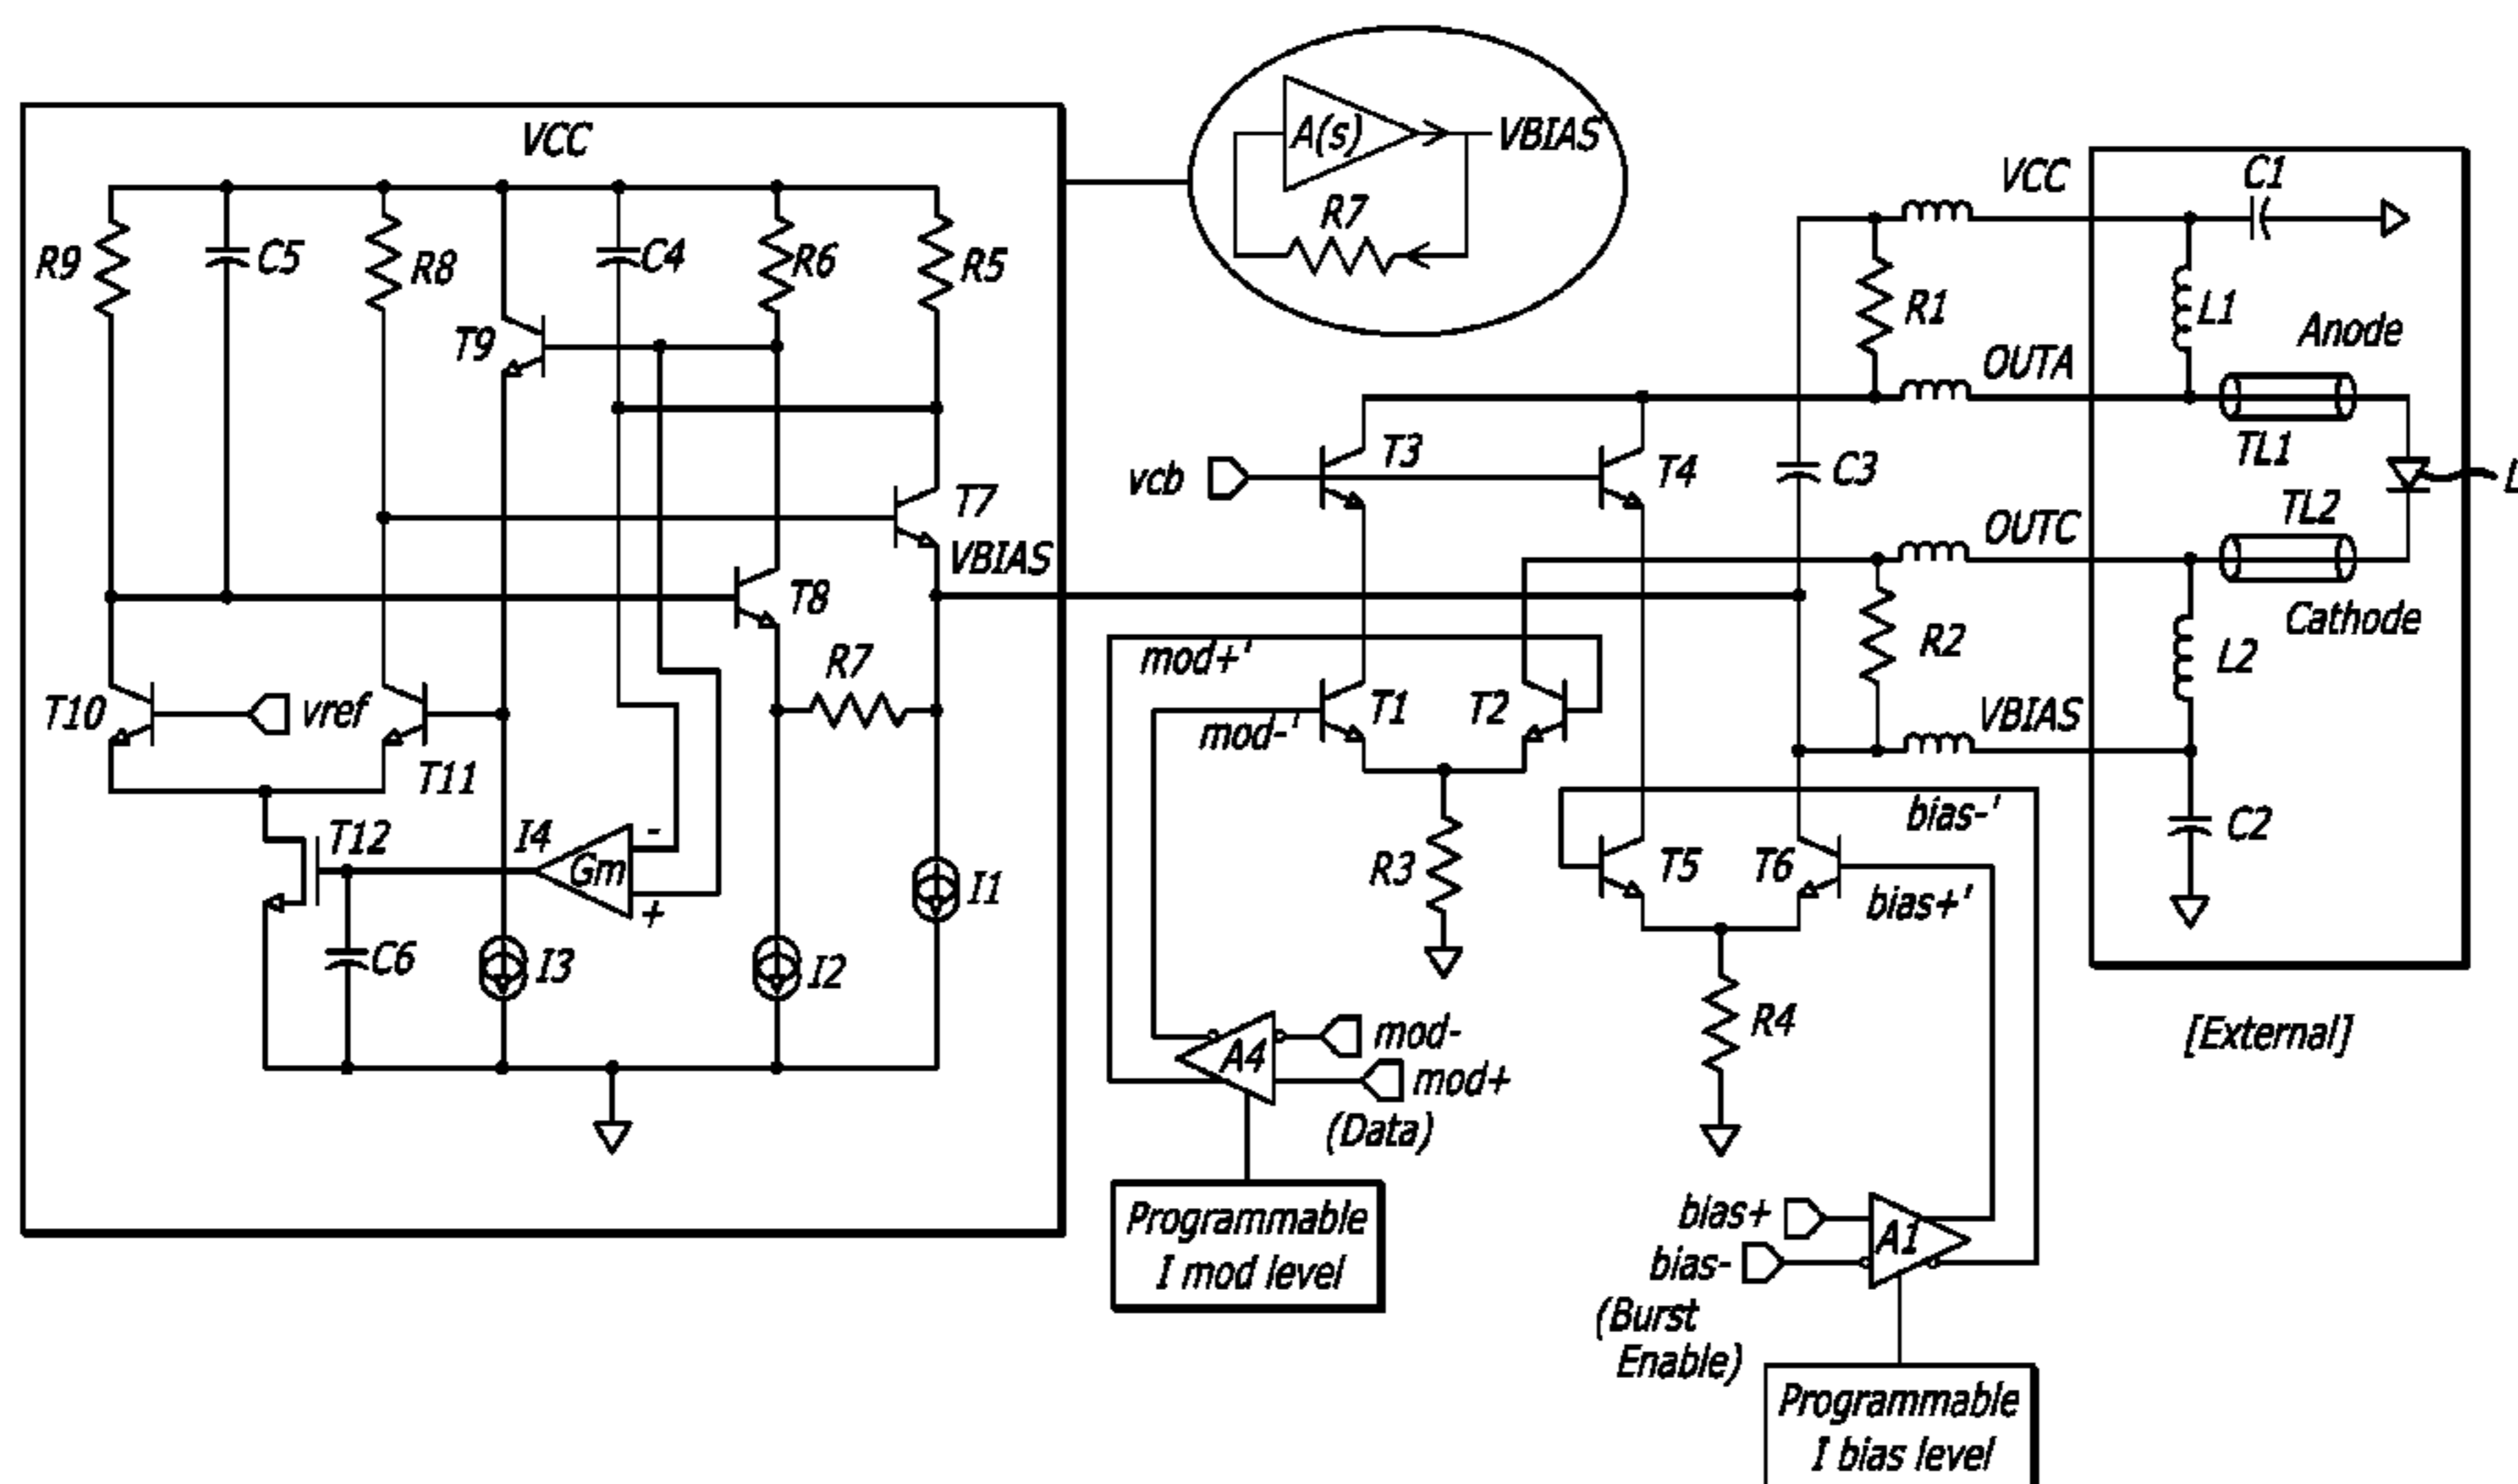 VCC
R9
C5
R8
C4
R6
R5
T9
T7
VBIAS
T8
R7
T10
vref
T11
T12
I4
Gm
-
+
C6
I3
I2
I1
A(s)
VBIAS
R7
VCC
C1
R1
L1
Anode
OUTA
TL1
vcb
T3
T4
C3
OUTC
TL2
Cathode
R2
L2
mod+'
mod-'
T1
T2
VBIAS
bias-'
C2
R3
T5
T6
bias+'
R4
[External]
A4
mod-
mod+
(Data)
Programmable
I mod level
bias+
A1
bias-
(Burst
Enable)
Programmable
I bias level